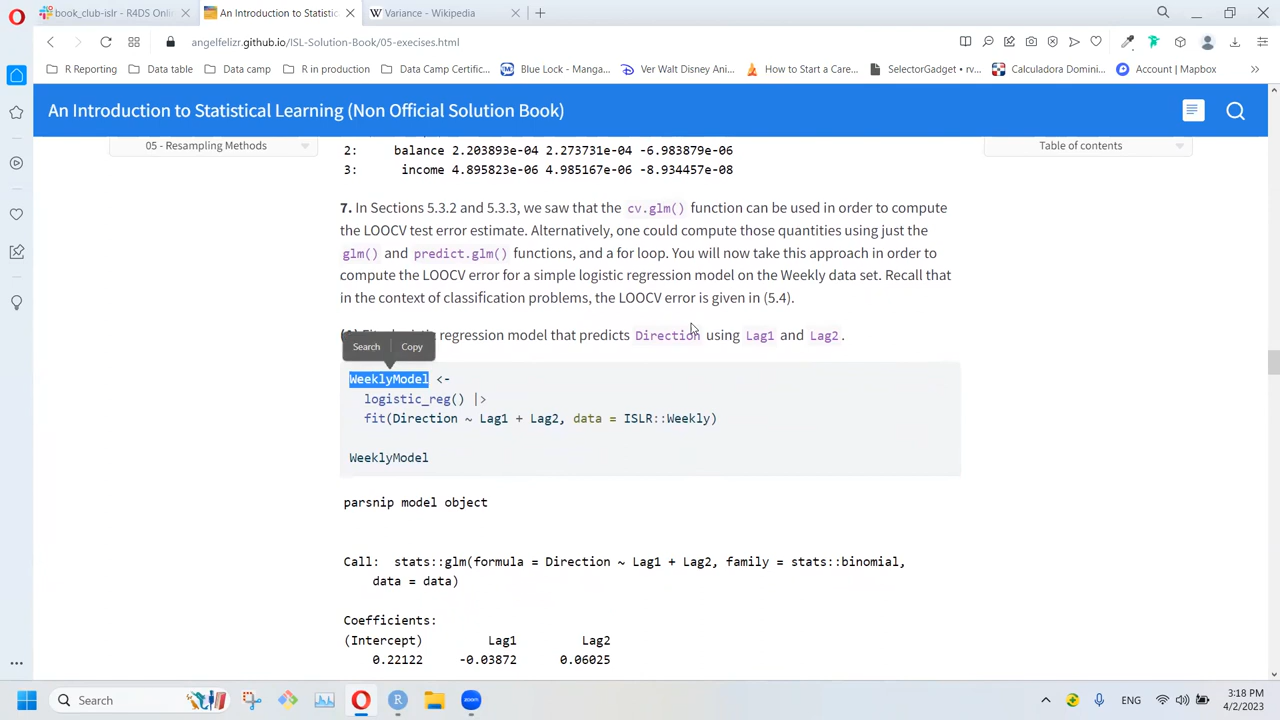 book_club-islr - R4DS Onli
An Introduction to Statistic
Variance - Wikipedia
angelfelizr.github.io/ISL-Solution-Book/05-execises.html
R Reporting
Data table
Data camp
R in production
Data Camp Certific...
Blue Lock - Manga...
Ver Walt Disney Ani...
How to Start a Care...
SelectorGadget • rv...
Calculadora Domini...
Account | Mapbox
An Introduction to Statistical Learning (Non Official Solution Book)
05 - Resampling Methods
Table of contents
2: balance 2.203893e-04 2.273731e-04 -6.983879e-06
3: income 4.895823e-06 4.985167e-06 -8.934457e-08
7. In Sections 5.3.2 and 5.3.3, we saw that the cv.glm() function can be used in order to compute
the LOOCV test error estimate. Alternatively, one could compute those quantities using just the
glm() and predict.glm() functions, and a for loop. You will now take this approach in order to
compute the LOOCV error for a simple logistic regression model on the Weekly data set. Recall that
in the context of classification problems, the LOOCV error is given in (5.4).
regression model that predicts Direction using Lag1 and Lag2.
Search Copy
WeeklyModel <-
logistic_reg() |>
fit(Direction ~ Lag1 + Lag2, data = ISLR::Weekly)
WeeklyModel
parsnip model object
Call: stats::glm(formula = Direction ~ Lag1 + Lag2, family = stats::binomial,
data = data)
Coefficients:
(Intercept) Lag1 Lag2
0.22122 -0.03872 0.06025
Search
zoom
ENG
3:18 PM
4/2/2023